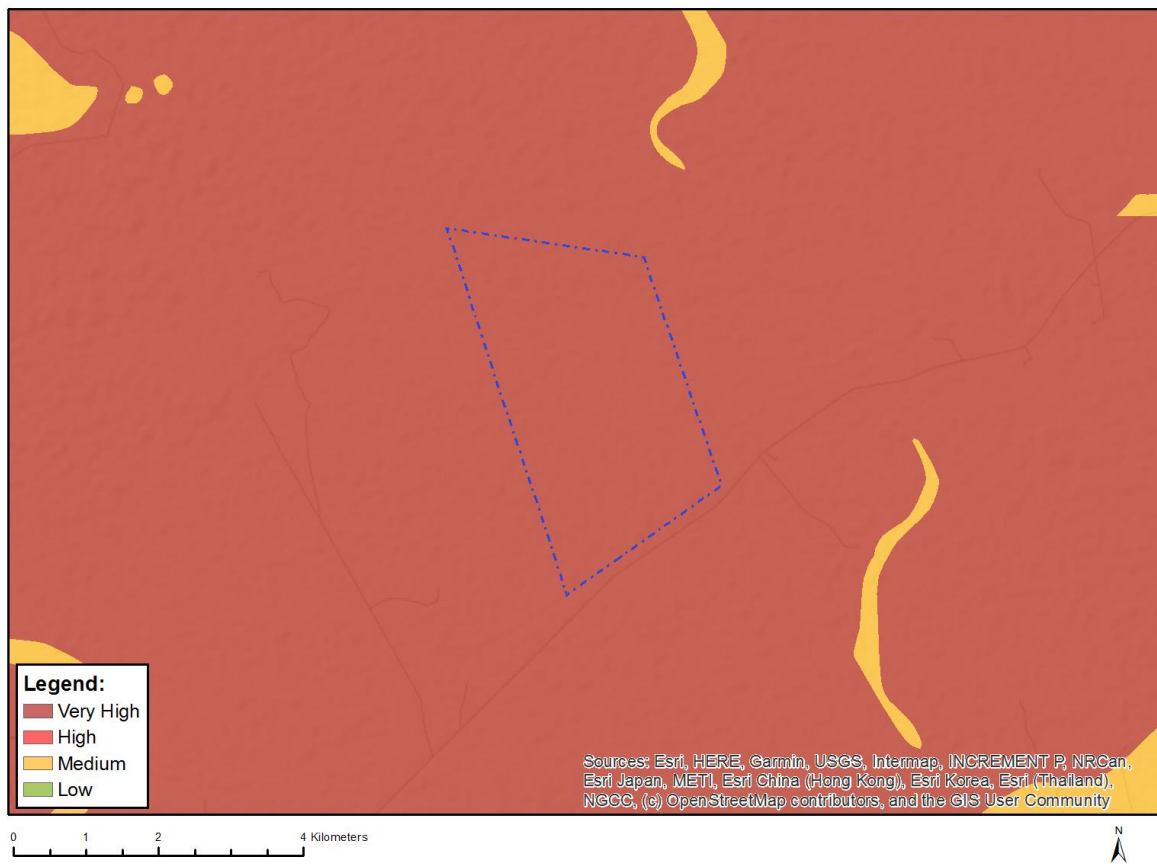 Legend:
Very High
High
Medium
Low
Sources: Esri, HERE, Garmin, USGS, Intermap, INCREMENT P, NRCan,
Esri Japan, METI, Esri China (Hong Kong), Esri Korea, Esri (Thailand),
NGCC, (c) OpenStreetMap contributors, and the GIS User Community
0 1 2 4 Kilometers
N